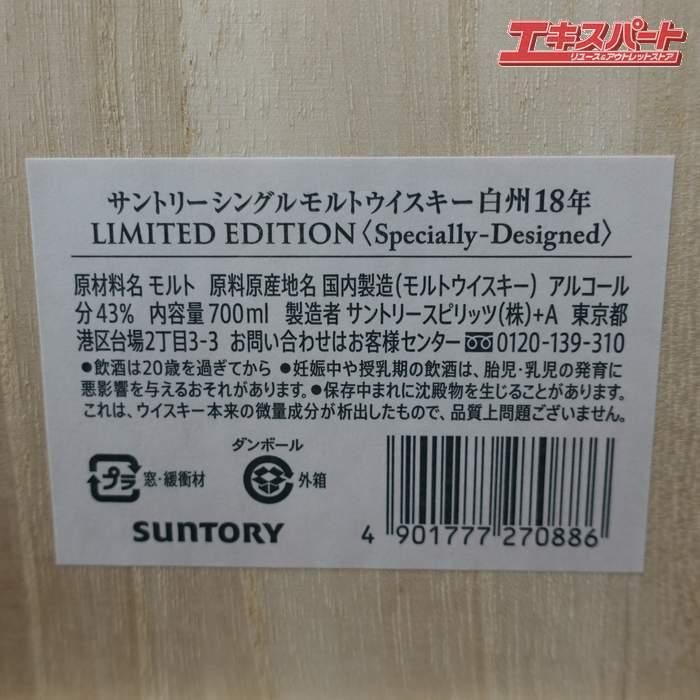 エキスパート
リユース&アウトレットストア
サントリーシングルモルトウイスキー白州18年
LIMITED EDITION〈Specially-Designed〉
原材料名 モルト 原料原産地名 国内製造(モルトウイスキー) アルコール
分43% 内容量700ml 製造者 サントリースピリッツ(株)+A 東京都
港区台場2丁目3-3 お問い合わせはお客様センター 0120-139-310
●飲酒は20歳を過ぎてから ●妊娠中や授乳期の飲酒は、胎児・乳児の発育に
悪影響を与えるおそれがあります。●保存中まれに沈殿物を生じることがあります。
これは、ウイスキー本来の微量成分が析出したもので、品質上問題ございません。
プラ 窓・緩衝材
ダンボール
外箱
SUNTORY
4 901777 270886